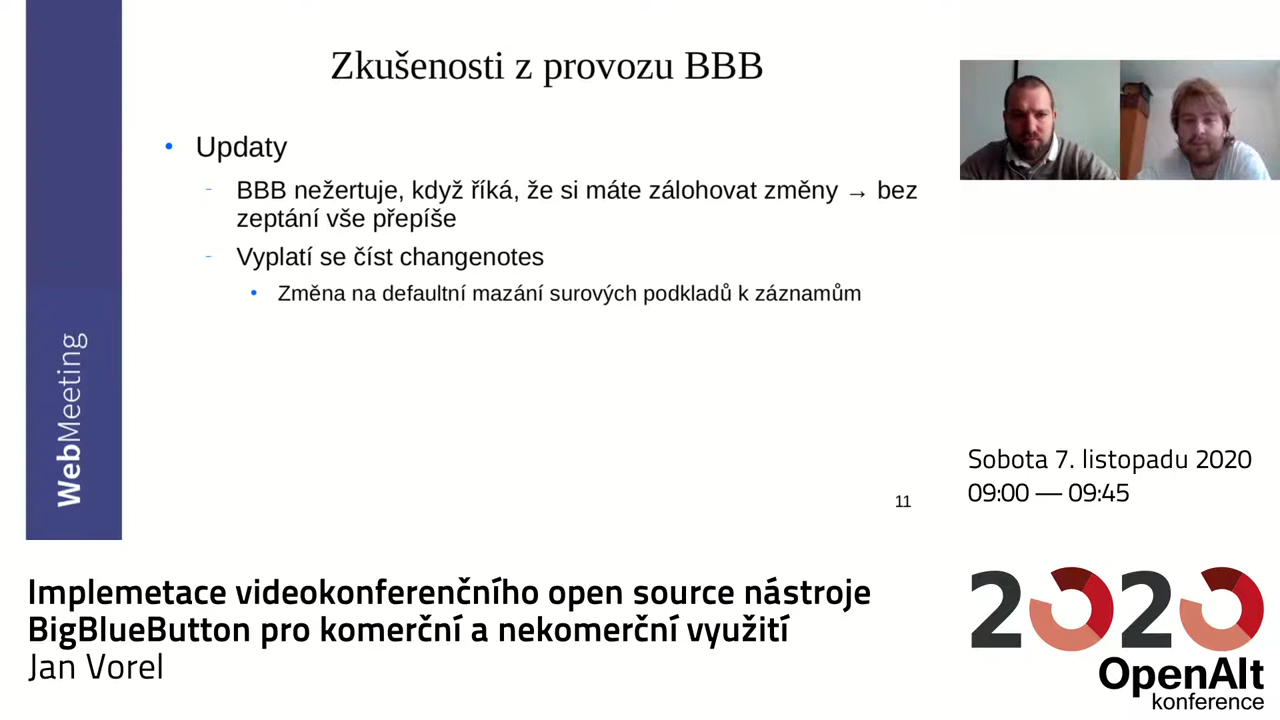 Zkušenosti z provozu BBB
Updaty
BBB nežertuje, když říká, že si máte zálohovat změny → bez
zeptání vše přepíše
Vyplatí se číst changenotes
Změna na defaultní mazání surových podkladů k záznamům
WebMeeting
11
Sobota 7. listopadu 2020
09:00 — 09:45
Implemetace videokonferenčního open source nástroje
BigBlueButton pro komerční a nekomerční využití
Jan Vorel
2020
OpenAlt
konference